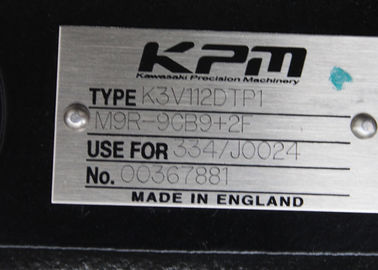 KPM
Kawasaki Precision Machinery
TYPE K3V112DTP1
M9R-9CB9+2F
USE FOR 334/J0024
No. 00367881
MADE IN ENGLAND